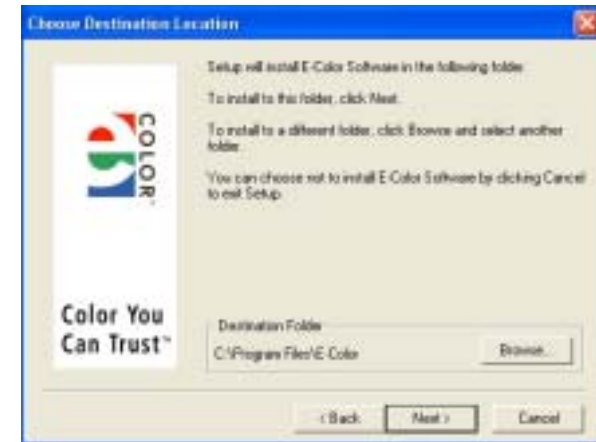 Choose Destination Location
Setup will install E-Color Software in the following folder.
To install to this folder, click Next.
To install to a different folder, click Browse and select another
folder.
You can choose not to install E-Color Software by clicking Cancel
to exit Setup.
COLOR
Color You
Can Trust™
Destination Folder
C:\Program Files\E-Color
Browse...
< Back
Next >
Cancel